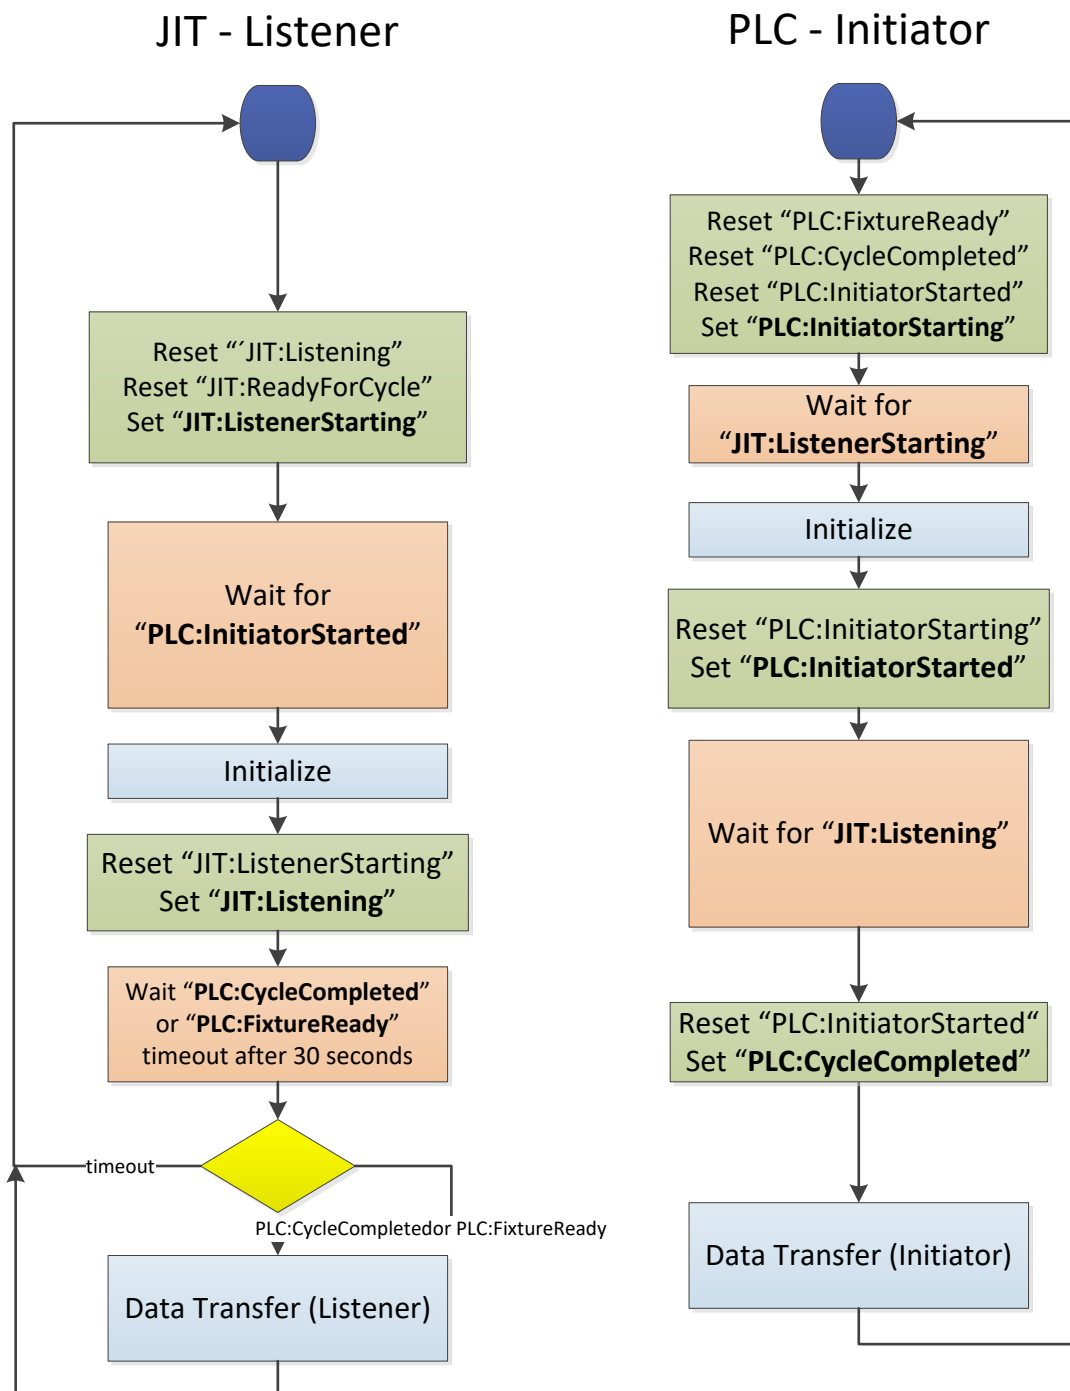 JIT - Listener
Reset “´JIT:Listening”
Reset “JIT:ReadyForCycle”
Set “JIT:ListenerStarting”
Wait for
“PLC:InitiatorStarted”
Initialize
Reset “JIT:ListenerStarting”
Set “JIT:Listening”
Wait “PLC:CycleCompleted”
or “PLC:FixtureReady”
timeout after 30 seconds
timeout
PLC:CycleCompletedor PLC:FixtureReady
Data Transfer (Listener)
PLC - Initiator
Reset “PLC:FixtureReady”
Reset “PLC:CycleCompleted”
Reset “PLC:InitiatorStarted”
Set “PLC:InitiatorStarting”
Wait for
“JIT:ListenerStarting”
Initialize
Reset “PLC:InitiatorStarting”
Set “PLC:InitiatorStarted”
Wait for “JIT:Listening”
Reset “PLC:InitiatorStarted“
Set “PLC:CycleCompleted”
Data Transfer (Initiator)